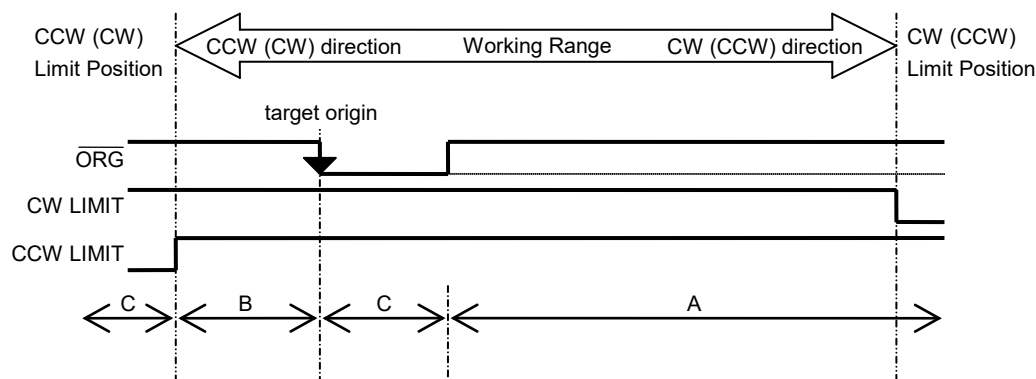 CCW (CW)
Limit Position
CCW (CW) direction
Working Range
CW (CCW) direction
CW (CCW)
Limit Position
target origin
ORG
CW LIMIT
CCW LIMIT
C
B
C
A